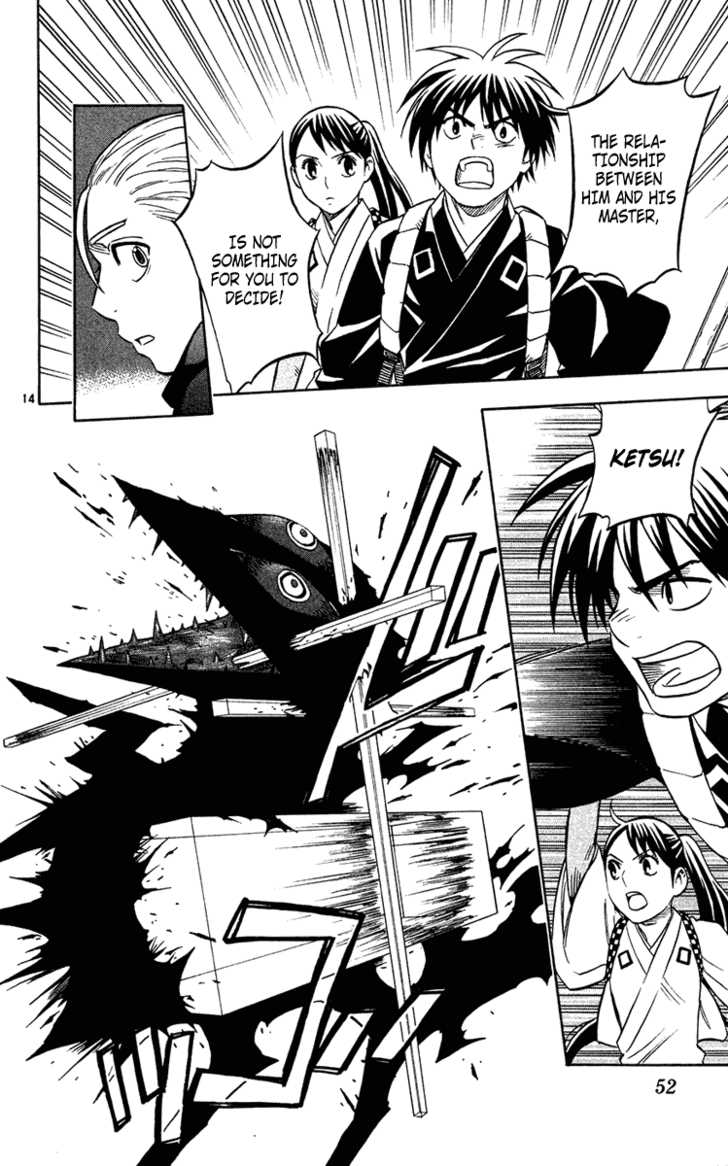 THE RELA-
TIONSHIP
BETWEEN
HIM AND HIS
MASTER,
IS NOT
SOMETHING
FOR YOU TO
DECIDE!
14
KETSU!
52